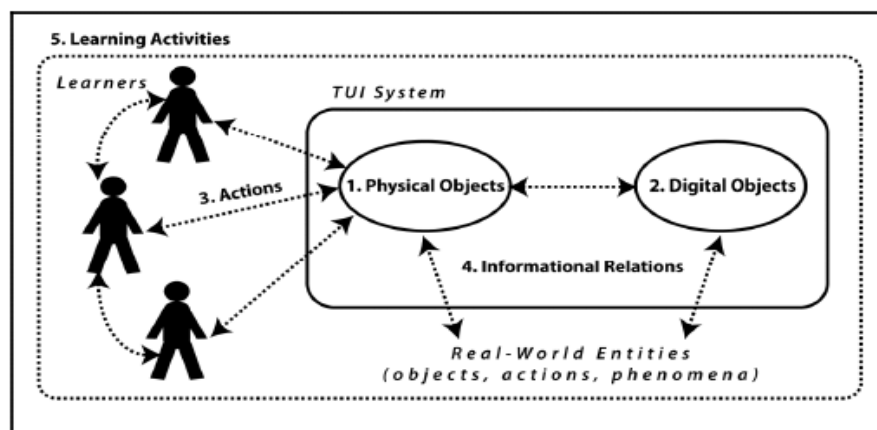 5. Learning Activities
Learners
TUI System
3. Actions
1. Physical Objects
2. Digital Objects
4. Informational Relations
Real-World Entities
(objects, actions, phenomena)